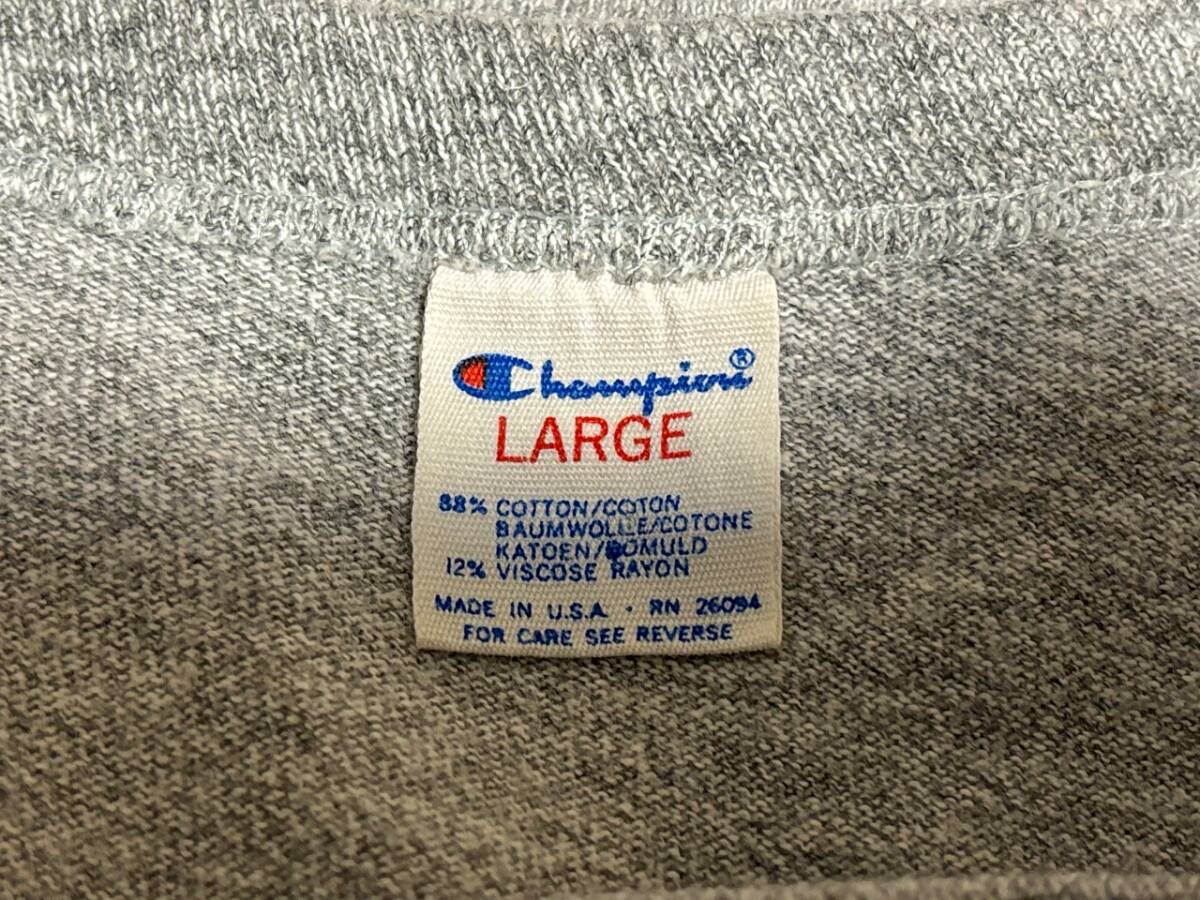 Champion®
LARGE
88% COTTON/COTON
BAUMWOLLE/COTONE
KATOEN/BOMULD
12% VISCOSE RAYON
MADE IN U.S.A. · RN 26094
FOR CARE SEE REVERSE